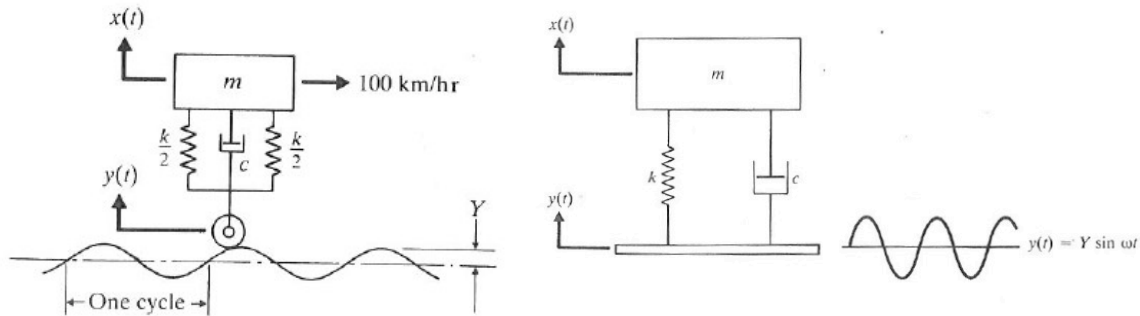 x(t)
m
100 km/hr
k/2
c
k/2
y(t)
Y
One cycle
x(t)
m
k
c
y(t)
y(t) = Y sin ωt